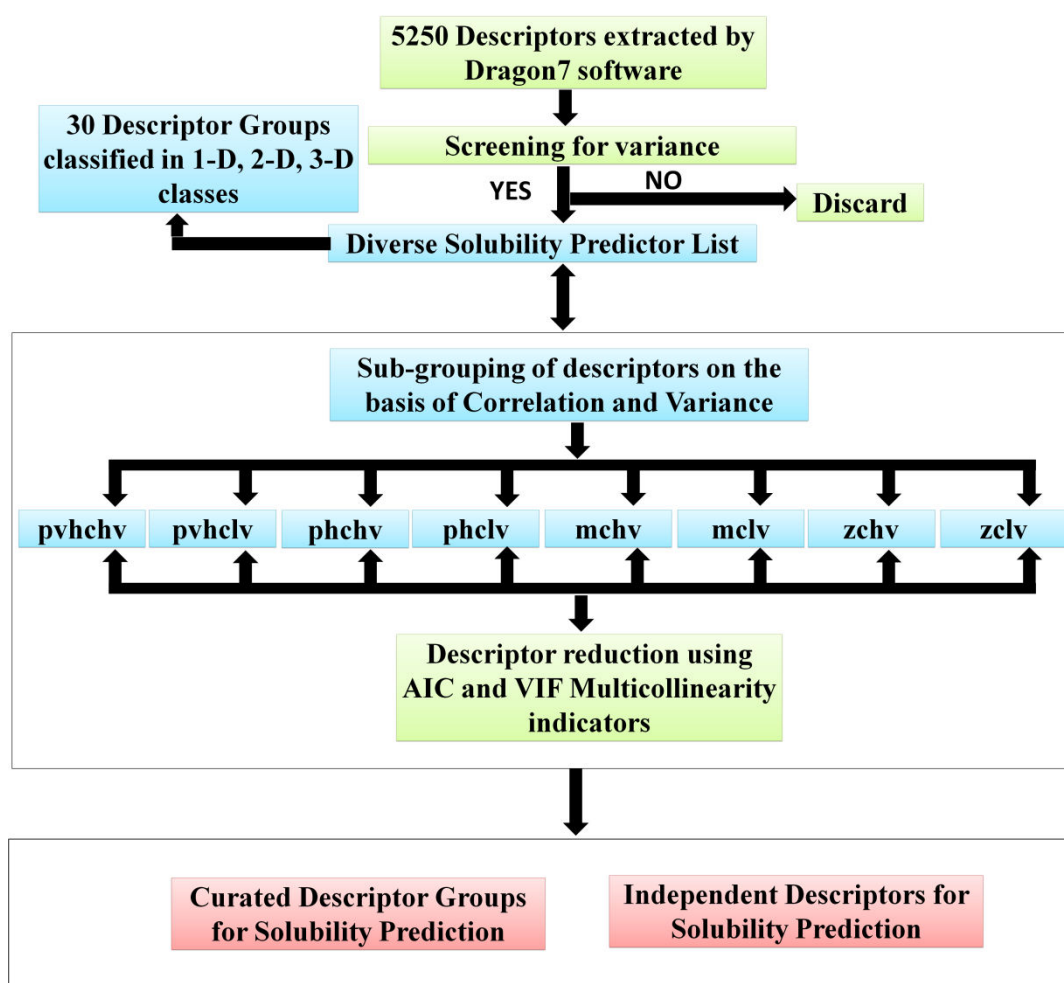 5250 Descriptors extracted by
Dragon7 software
30 Descriptor Groups
classified in 1-D, 2-D, 3-D
classes
Screening for variance
YES
NO
Discard
Diverse Solubility Predictor List
Sub-grouping of descriptors on the
basis of Correlation and Variance
pvhchv
pvhclv
phchv
phclv
mchv
mclv
zchv
zclv
Descriptor reduction using
AIC and VIF Multicollinearity
indicators
Curated Descriptor Groups
for Solubility Prediction
Independent Descriptors for
Solubility Prediction